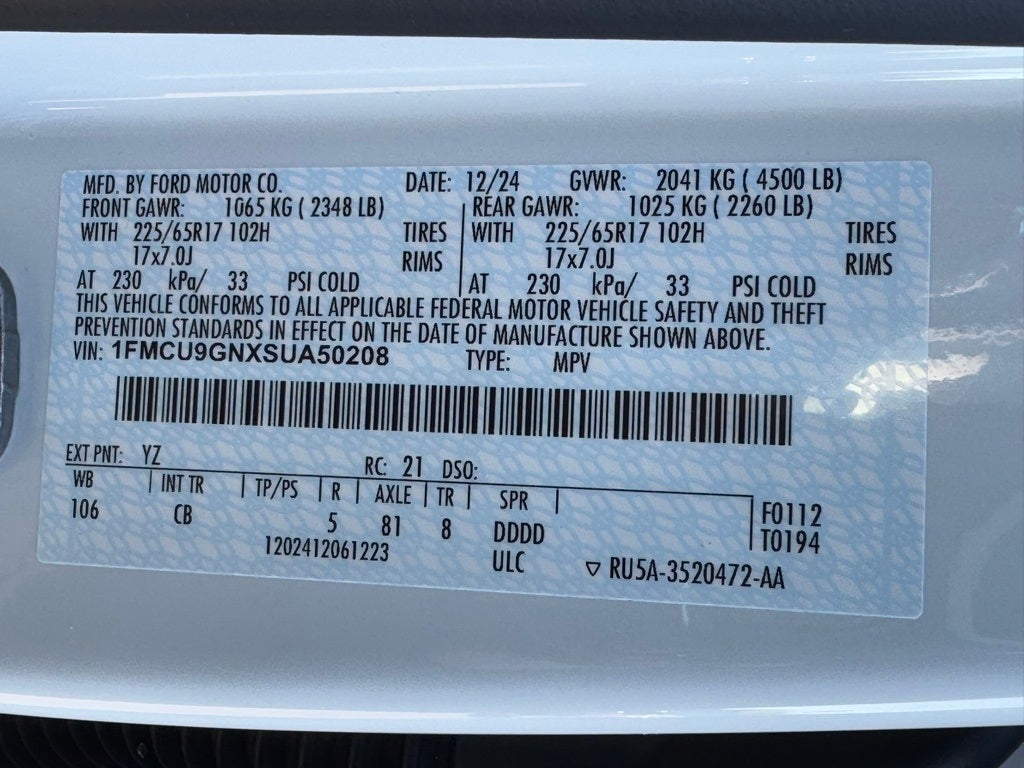 MFD. BY FORD MOTOR CO. DATE: 12/24 GVWR: 2041 KG ( 4500 LB)
FRONT GAWR: 1065 KG ( 2348 LB) REAR GAWR: 1025 KG ( 2260 LB)
WITH 225/65R17 102H TIRES WITH 225/65R17 102H TIRES
17x7.0J RIMS 17x7.0J RIMS
AT 230 kPa/ 33 PSI COLD AT 230 kPa/ 33 PSI COLD
THIS VEHICLE CONFORMS TO ALL APPLICABLE FEDERAL MOTOR VEHICLE SAFETY AND THEFT
PREVENTION STANDARDS IN EFFECT ON THE DATE OF MANUFACTURE SHOWN ABOVE.
VIN: 1FMCU9GNXSUA50208 TYPE: MPV
EXT PNT: YZ RC: 21 DSO:
WB INT TR TP/PS R AXLE TR SPR
106 CB 5 81 8 DDDD F0112
1202412061223 ULC T0194
RU5A-3520472-AA